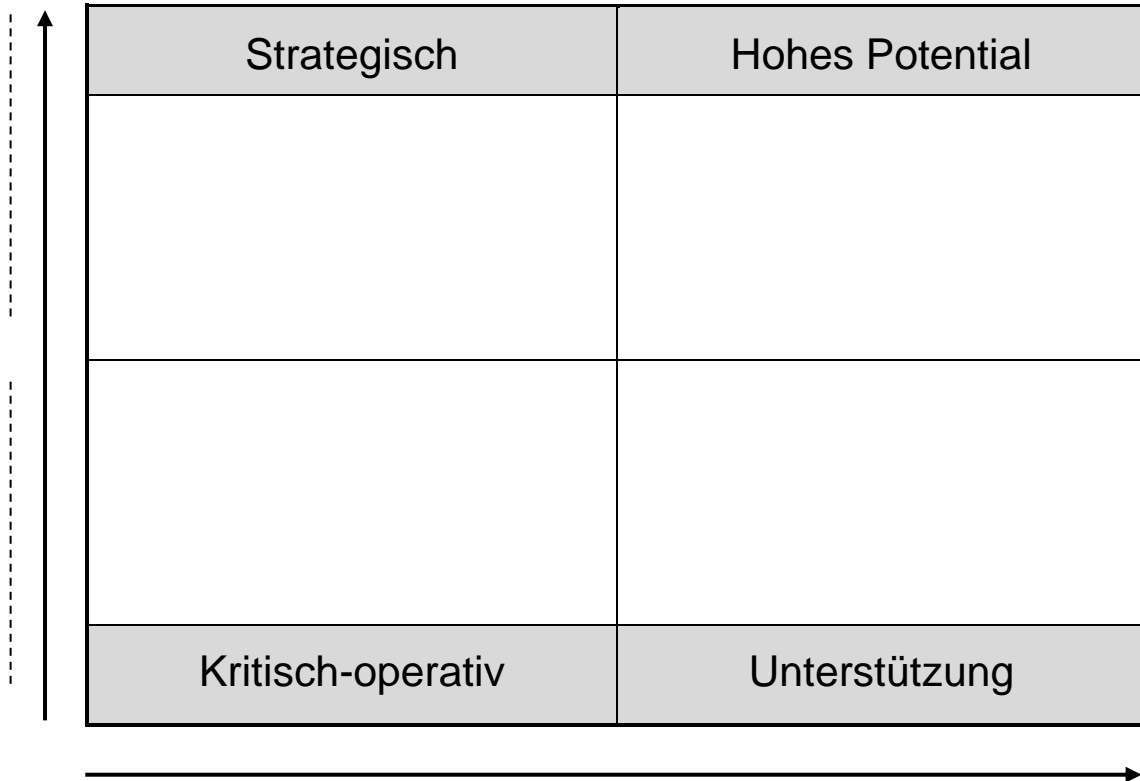 Strategisch
Hohes Potential
Kritisch-operativ
Unterstützung